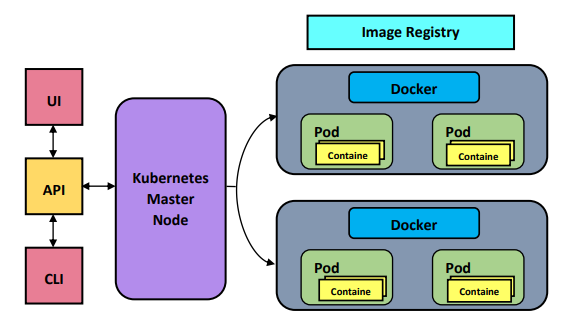 Image Registry
UI
API
CLI
Kubernetes
Master
Node
Docker
Pod
Containe
Pod
Containe
Docker
Pod
Containe
Pod
Containe